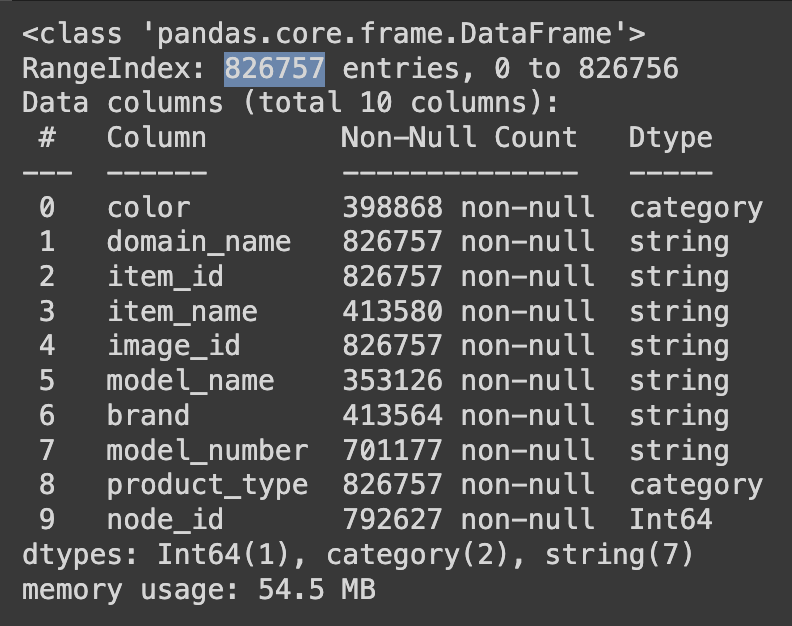 <class 'pandas.core.frame.DataFrame'>
RangeIndex: 826757 entries, 0 to 826756
Data columns (total 10 columns):
 #   Column         Non-Null Count   Dtype
---  ------         --------------   -----
 0   color          398868 non-null  category
 1   domain_name    826757 non-null  string
 2   item_id        826757 non-null  string
 3   item_name      413580 non-null  string
 4   image_id       826757 non-null  string
 5   model_name     353126 non-null  string
 6   brand          413564 non-null  string
 7   model_number   701177 non-null  string
 8   product_type   826757 non-null  category
 9   node_id        792627 non-null  Int64
dtypes: Int64(1), category(2), string(7)
memory usage: 54.5 MB